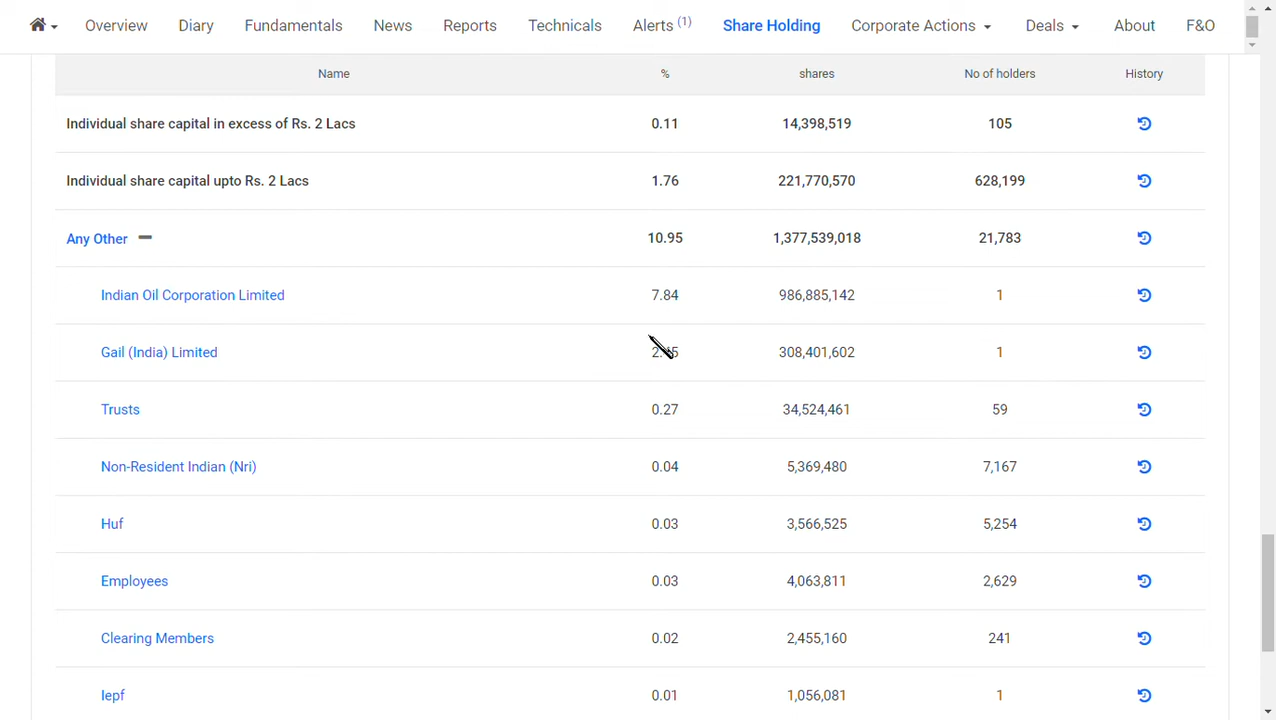 Overview Diary Fundamentals News Reports Technicals Alerts (1) Share Holding Corporate Actions Deals About F&O
Name % shares No of holders History
Individual share capital in excess of Rs. 2 Lacs 0.11 14,398,519 105
Individual share capital upto Rs. 2 Lacs 1.76 221,770,570 628,199
Any Other 10.95 1,377,539,018 21,783
Indian Oil Corporation Limited 7.84 986,885,142 1
Gail (India) Limited 308,401,602 1
Trusts 0.27 34,524,461 59
Non-Resident Indian (Nri) 0.04 5,369,480 7,167
Huf 0.03 3,566,525 5,254
Employees 0.03 4,063,811 2,629
Clearing Members 0.02 2,455,160 241
Iepf 0.01 1,056,081 1